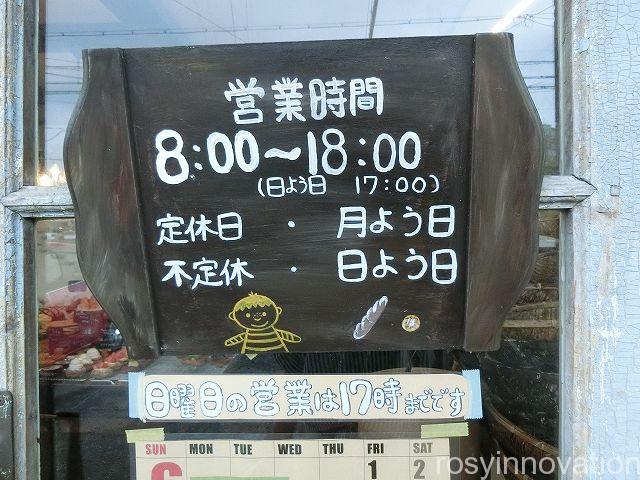 営業時間
8:00〜18:00
(日よう日 17:00)
定休日 ・ 月よう日
不定休 ・ 日よう日
日曜日の営業は17時までです
SUN MON TUE WED THU FRI SAT
6 1 2
rosyinnovation